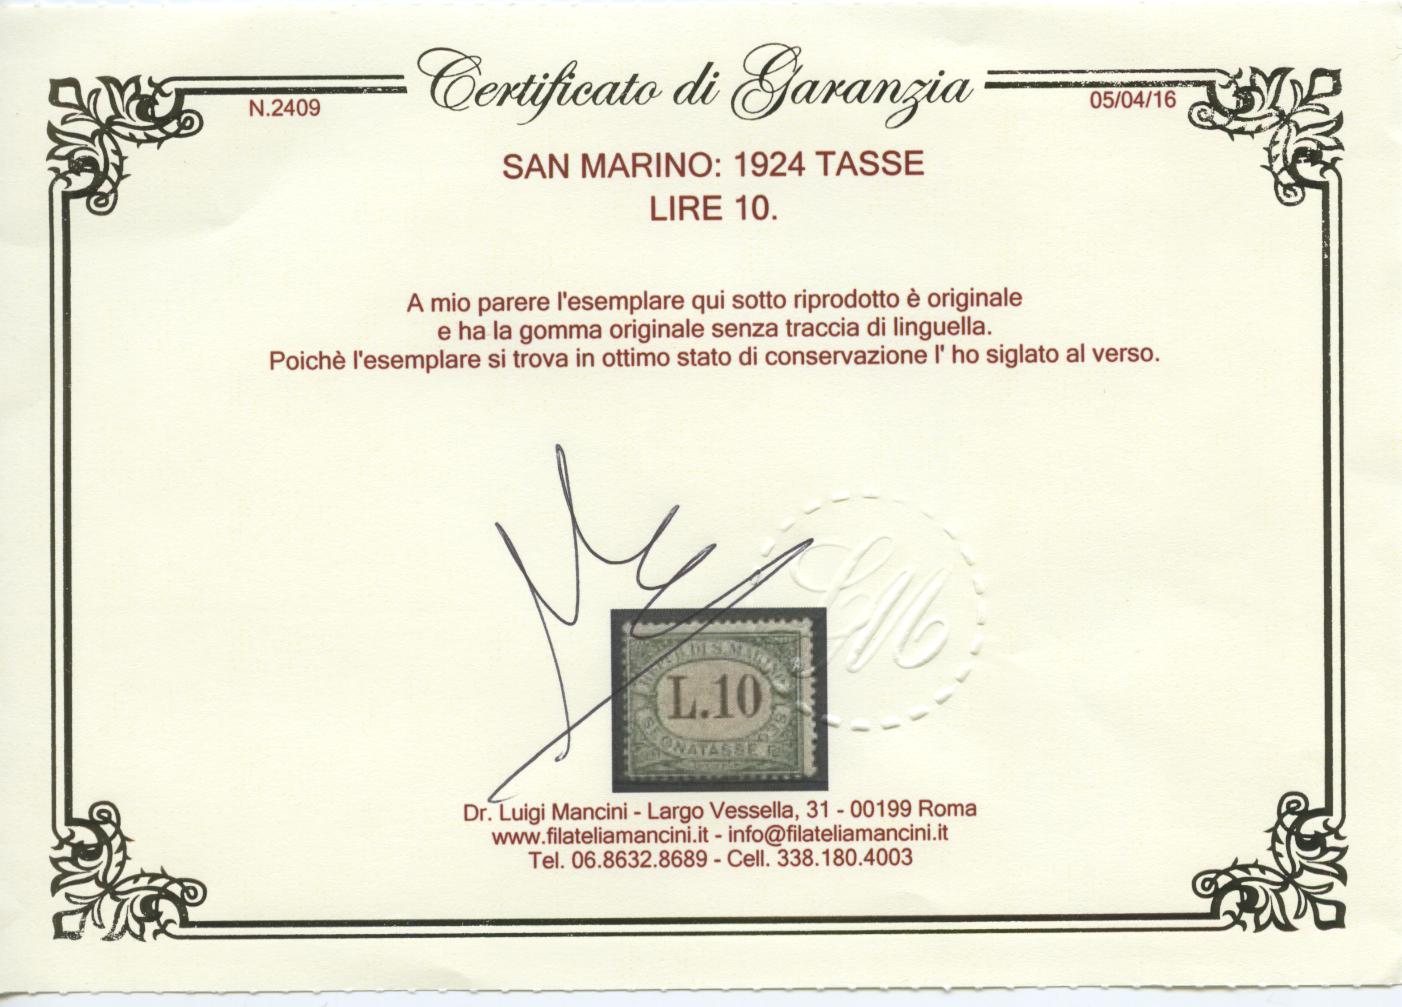 Certificato di Garanzia
N.2409
05/04/16
SAN MARINO: 1924 TASSE
LIRE 10.
A mio parere l'esemplare qui sotto riprodotto è originale
e ha la gomma originale senza traccia di linguella.
Poichè l'esemplare si trova in ottimo stato di conservazione l' ho siglato al verso.
DI S. MARINO
L.10
SEGNATASSE
Dr. Luigi Mancini - Largo Vessella, 31 - 00199 Roma
www.filateliamancini.it - info@filateliamancini.it
Tel. 06.8632.8689 - Cell. 338.180.4003